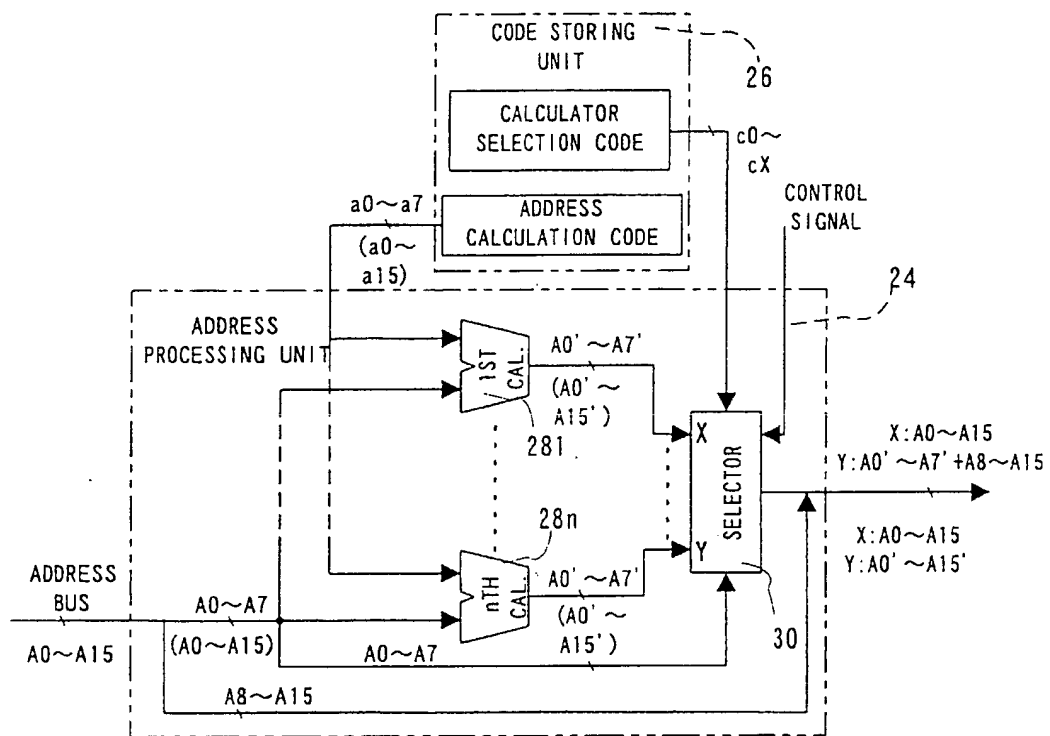 CODE STORING
UNIT
26
CALCULATOR
SELECTION CODE
c0~
cX
CONTROL
SIGNAL
a0~a7
(a0~
a15)
ADDRESS
CALCULATION CODE
24
ADDRESS
PROCESSING UNIT
1ST
CAL.
281
A0'~A7'
(A0'~
A15')
X
SELECTOR
Y
X:A0~A15
Y:A0'~A7'+A8~A15
X:A0~A15
Y:A0'~A15'
28n
nTH
CAL.
A0'~A7'
(A0'~
A15')
30
ADDRESS
BUS
A0~A15
A0~A7
(A0~A15)
A0~A7
A8~A15